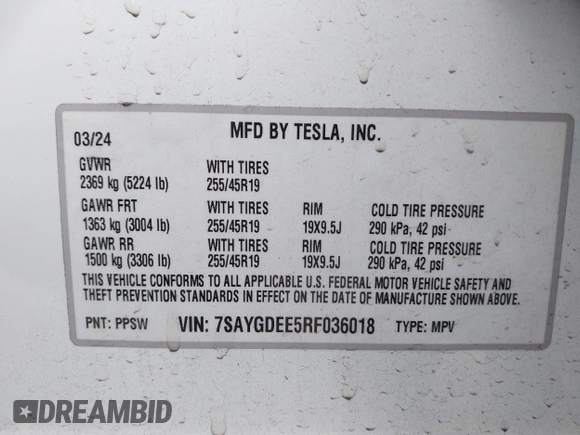 03/24 MFD BY TESLA, INC.
GVWR WITH TIRES
2369 kg (5224 lb) 255/45R19
GAWR FRT WITH TIRES RIM COLD TIRE PRESSURE
1363 kg (3004 lb) 255/45R19 19X9.5J 290 kPa, 42 psi
GAWR RR WITH TIRES RIM COLD TIRE PRESSURE
1500 kg (3306 lb) 255/45R19 19X9.5J 290 kPa, 42 psi
THIS VEHICLE CONFORMS TO ALL APPLICABLE U.S. FEDERAL MOTOR VEHICLE SAFETY AND
THEFT PREVENTION STANDARDS IN EFFECT ON THE DATE OF MANUFACTURE SHOWN ABOVE.
PNT: PPSW VIN: 7SAYGDEE5RF036018 TYPE: MPV
DREAMBID